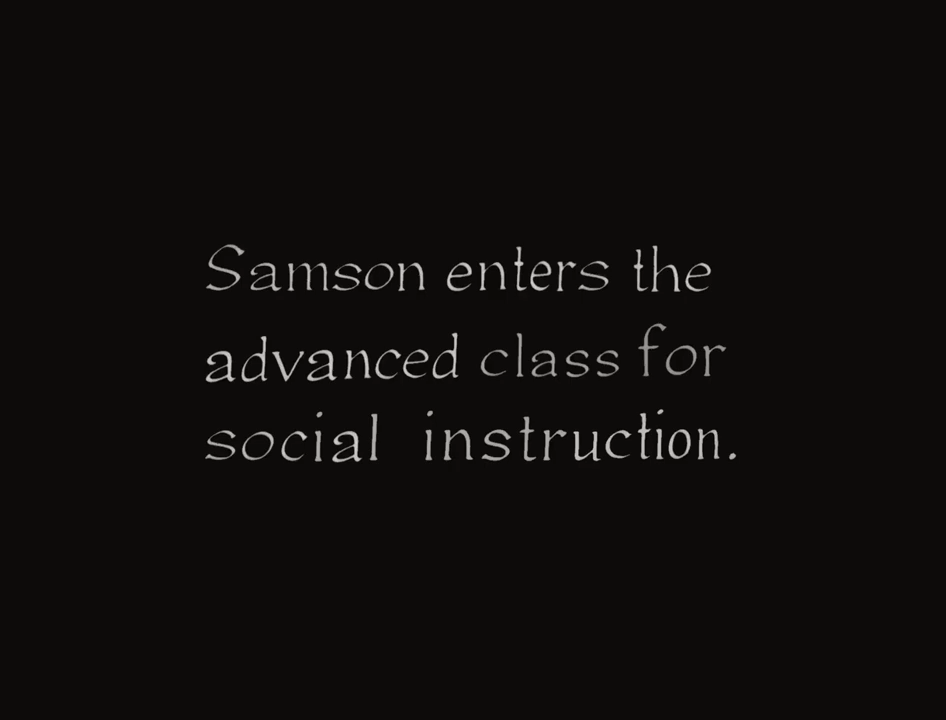 Samson enters the
advanced class for
social instruction.